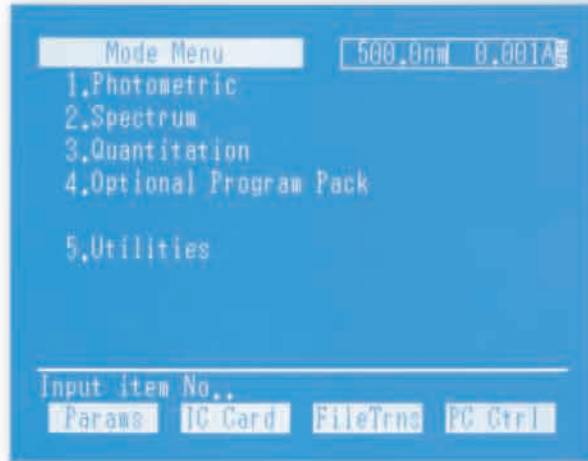 Mode Menu 500.0nm 0.001A
1.Photometric
2.Spectrum
3.Quantitation
4.Optional Program Pack
5.Utilities
Input item No..
Params IC Card FileTrns PC Ctrl